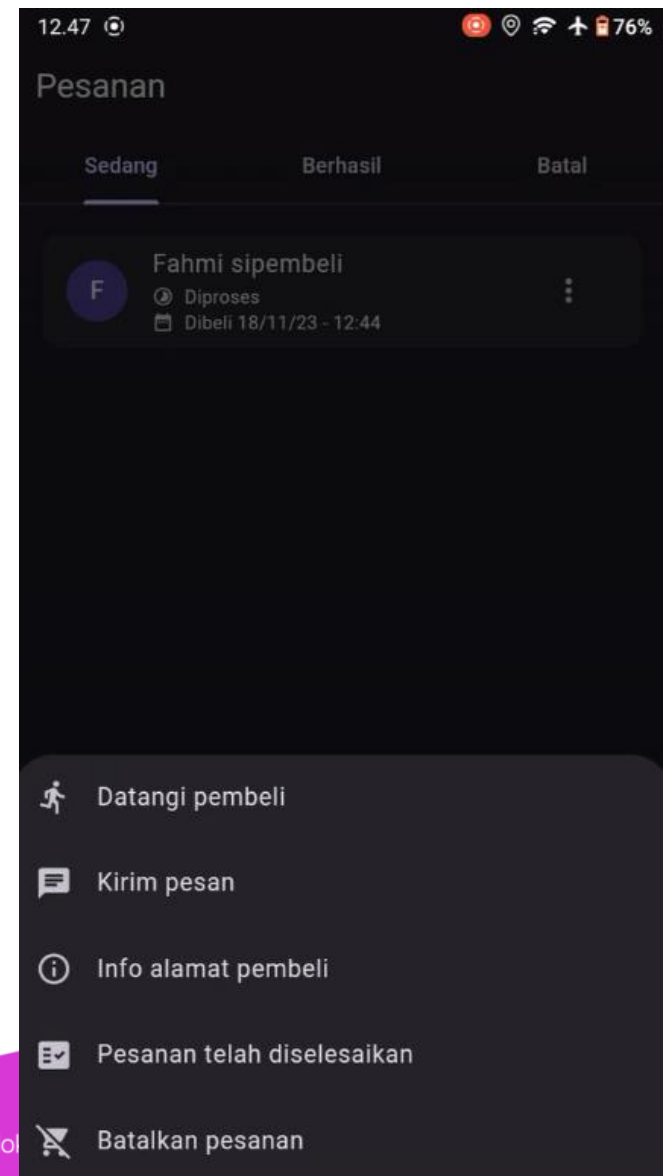 12.47
76%
Pesanan
Sedang Berhasil Batal
F
Fahmi sipembeli
Diproses
Dibeli 18/11/23 - 12:44
Datangi pembeli
Kirim pesan
Info alamat pembeli
Pesanan telah diselesaikan
Batalkan pesanan